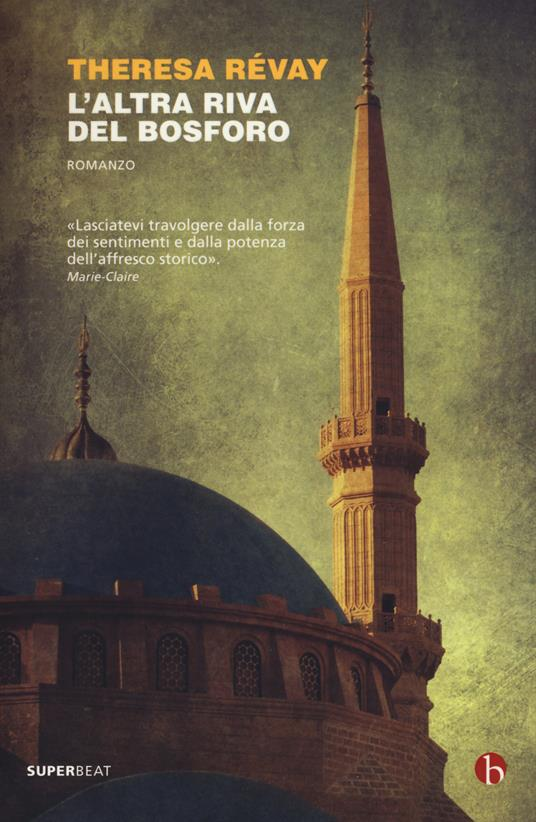 THERESA RÉVAY
L'ALTRA RIVA
DEL BOSFORO
ROMANZO
«Lasciatevi travolgere dalla forza
dei sentimenti e dalla potenza
dell'affresco storico».
Marie-Claire
SUPERBEAT
b